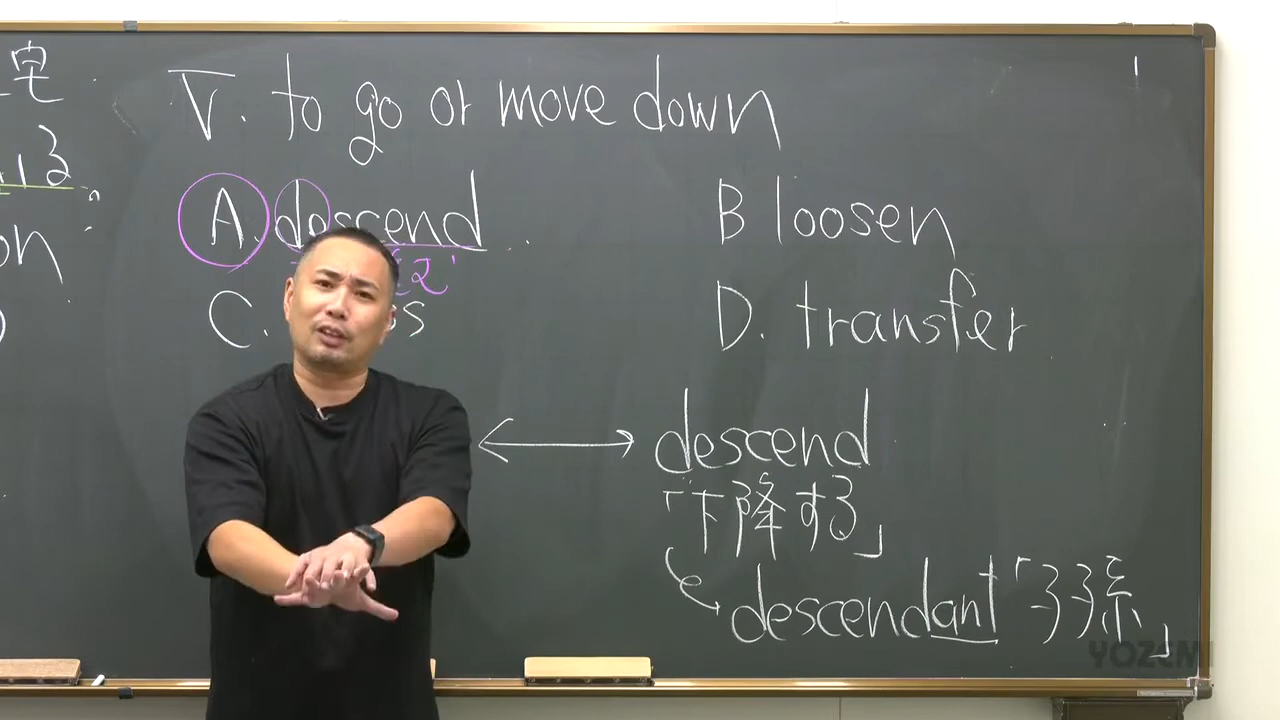 V. to go or move down
A. descend
B loosen
C.
D. transfer
descend
「下降する」
descendant「子孫」
YOZEMI